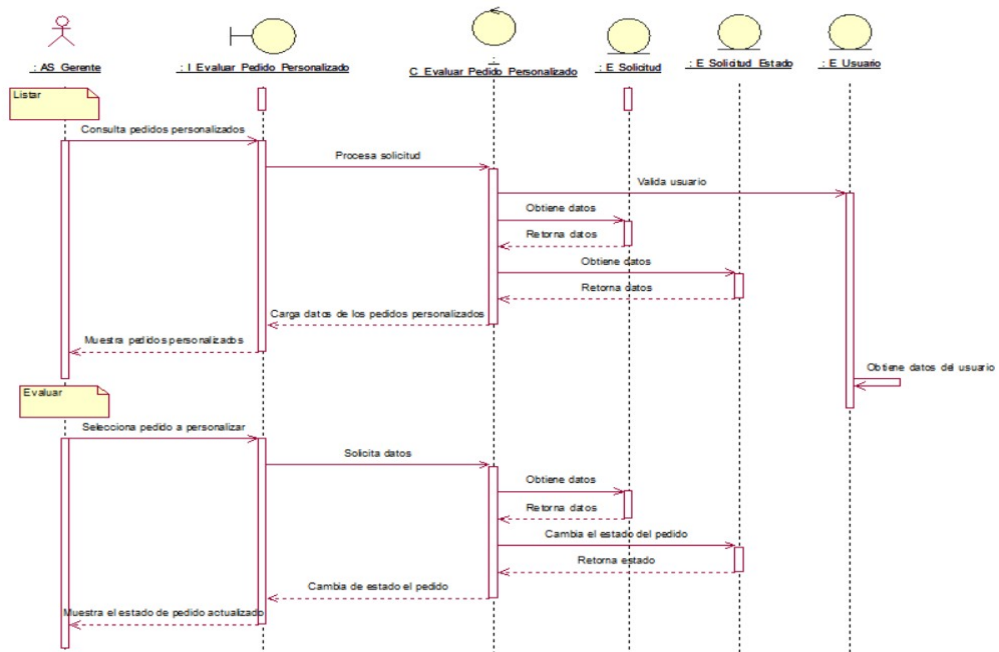 : AS_Gerente
: I_Evaluar_Pedido_Personalizado
:
C_Evaluar_Pedido_Personalizado
: E_Solicitud
: E_Solicitud_Estado
: E_Usuario
Listar
Consulta pedidos personalizados
Procesa solicitud
Valida usuario
Obtiene datos
Retorna datos
Obtiene datos
Retorna datos
Carga datos de los pedidos personalizados
Muestra pedidos personalizados
Obtiene datos del usuario
Evaluar
Selecciona pedido a personalizar
Solicita datos
Obtiene datos
Retorna datos
Cambia el estado del pedido
Retorna estado
Cambia de estado el pedido
Muestra el estado de pedido actualizado